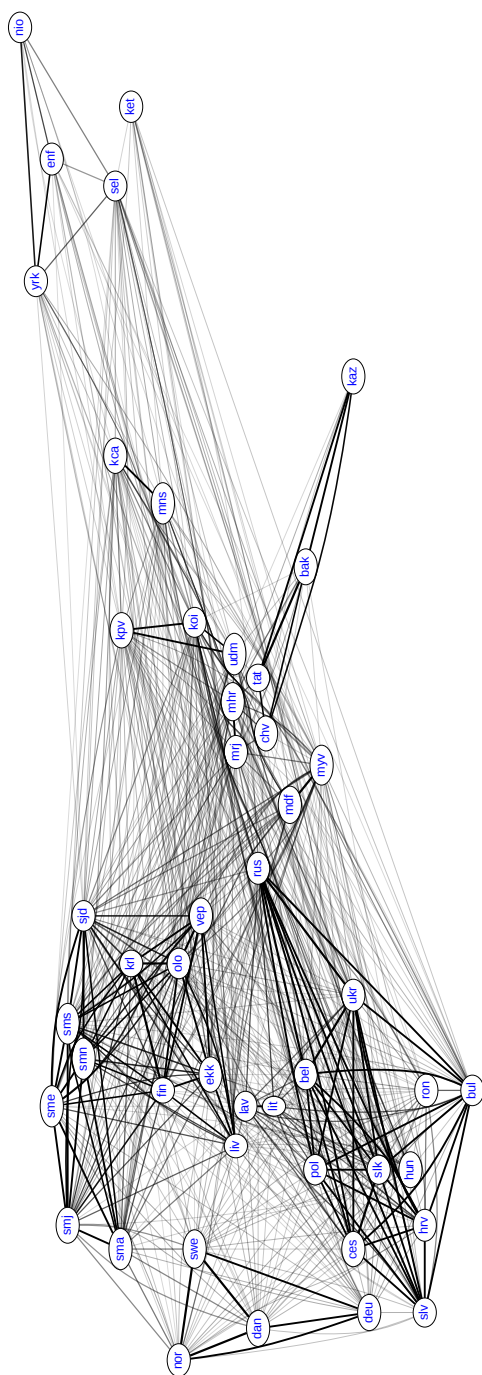 nio
ket
enf
sel
yrk
kaz
kca
mns
bak
koi
kpv
udm
tat
mhr
chv
mrj
myv
mdf
rus
sjd
vep
krl
olo
ukr
sms
smn
ekk
bel
fin
ron
bul
sme
lav
lit
liv
pol
slk
hun
smj
hrv
sma
swe
ces
slv
deu
dan
nor